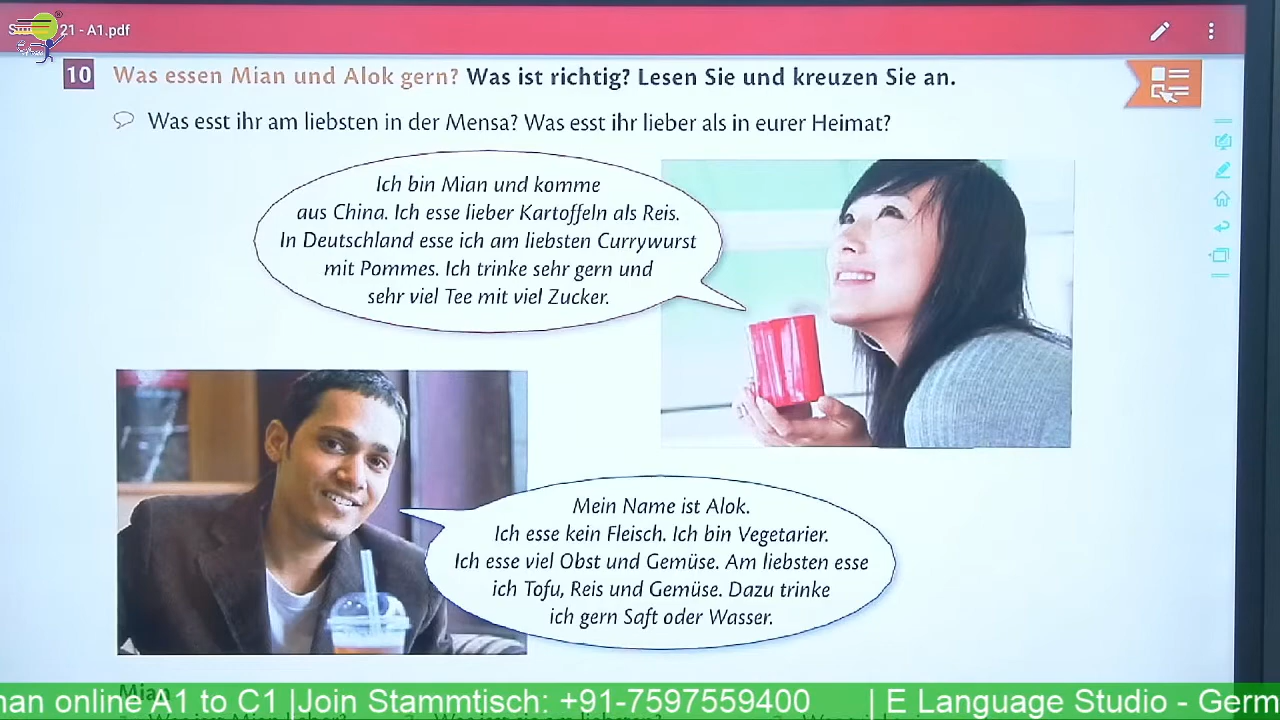 21 - A1.pdf
10 Was essen Mian und Alok gern? Was ist richtig? Lesen Sie und kreuzen Sie an.
Was esst ihr am liebsten in der Mensa? Was esst ihr lieber als in eurer Heimat?
Ich bin Mian und komme
aus China. Ich esse lieber Kartoffeln als Reis.
In Deutschland esse ich am liebsten Currywurst
mit Pommes. Ich trinke sehr gern und
sehr viel Tee mit viel Zucker.
Mein Name ist Alok.
Ich esse kein Fleisch. Ich bin Vegetarier.
Ich esse viel Obst und Gemüse. Am liebsten esse
ich Tofu, Reis und Gemüse. Dazu trinke
ich gern Saft oder Wasser.
Mian
man online A1 to C1 |Join Stammtisch: +91-7597559400 | E Language Studio - Germ